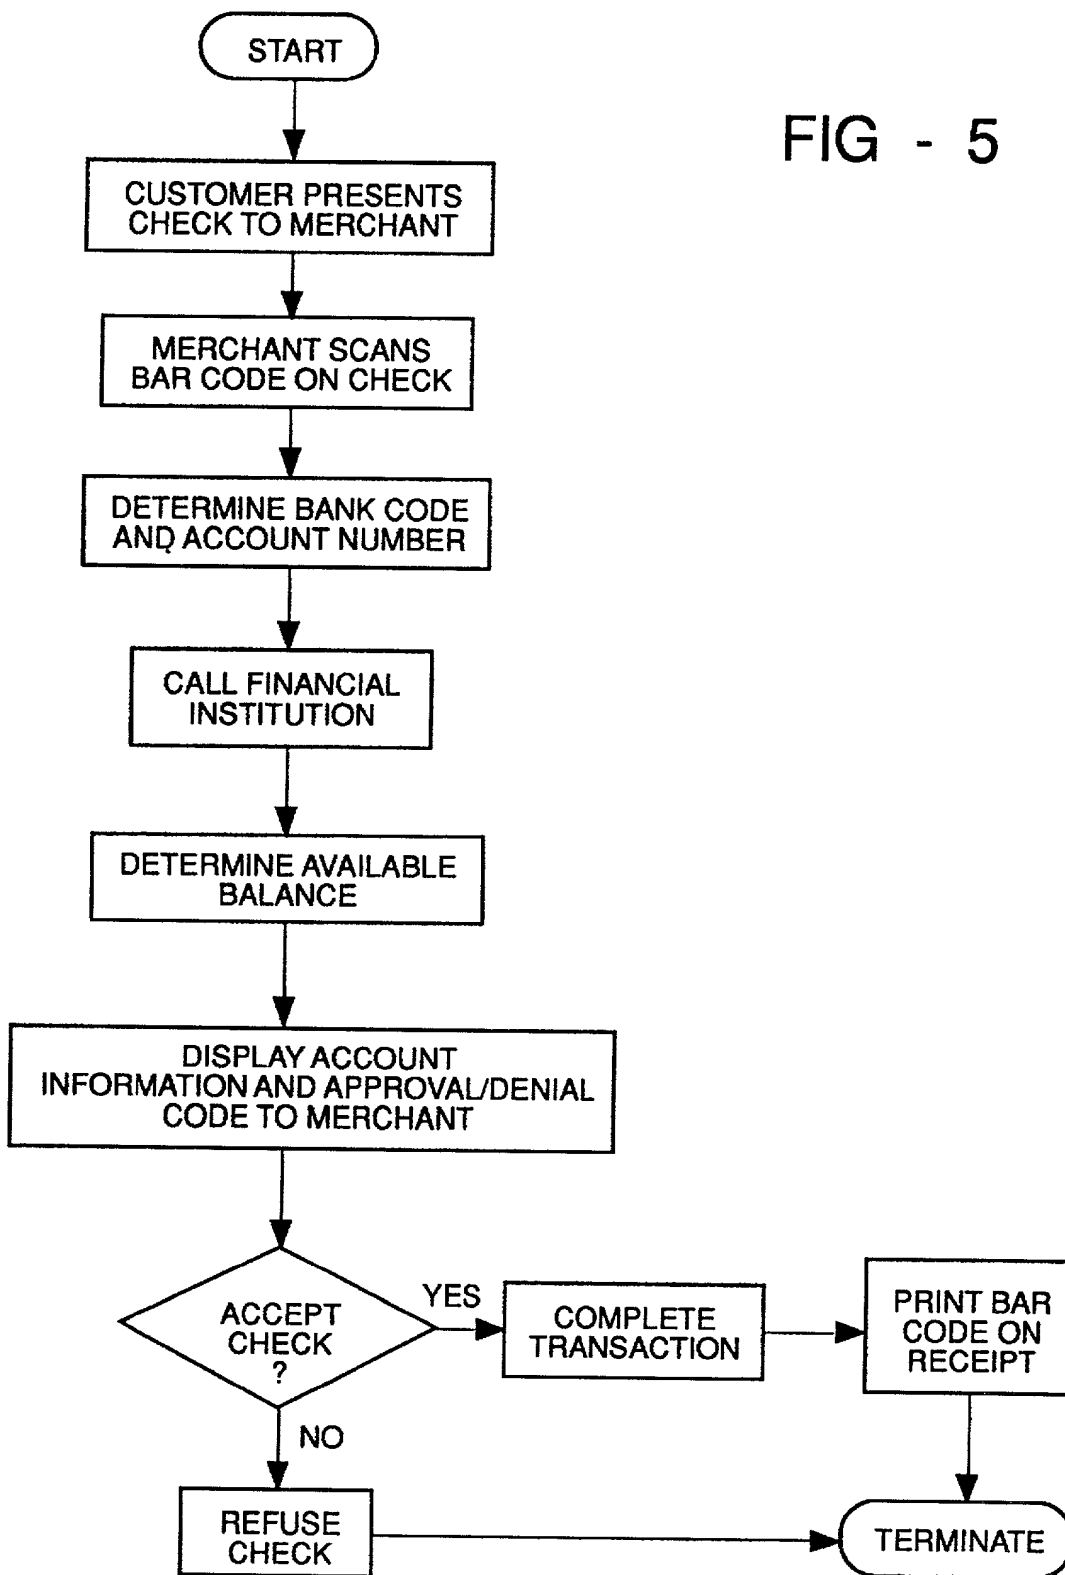 START
FIG - 5
CUSTOMER PRESENTS
CHECK TO MERCHANT
MERCHANT SCANS
BAR CODE ON CHECK
DETERMINE BANK CODE
AND ACCOUNT NUMBER
CALL FINANCIAL
INSTITUTION
DETERMINE AVAILABLE
BALANCE
DISPLAY ACCOUNT
INFORMATION AND APPROVAL/DENIAL
CODE TO MERCHANT
ACCEPT
CHECK
?
YES
COMPLETE
TRANSACTION
PRINT BAR
CODE ON
RECEIPT
NO
REFUSE
CHECK
TERMINATE